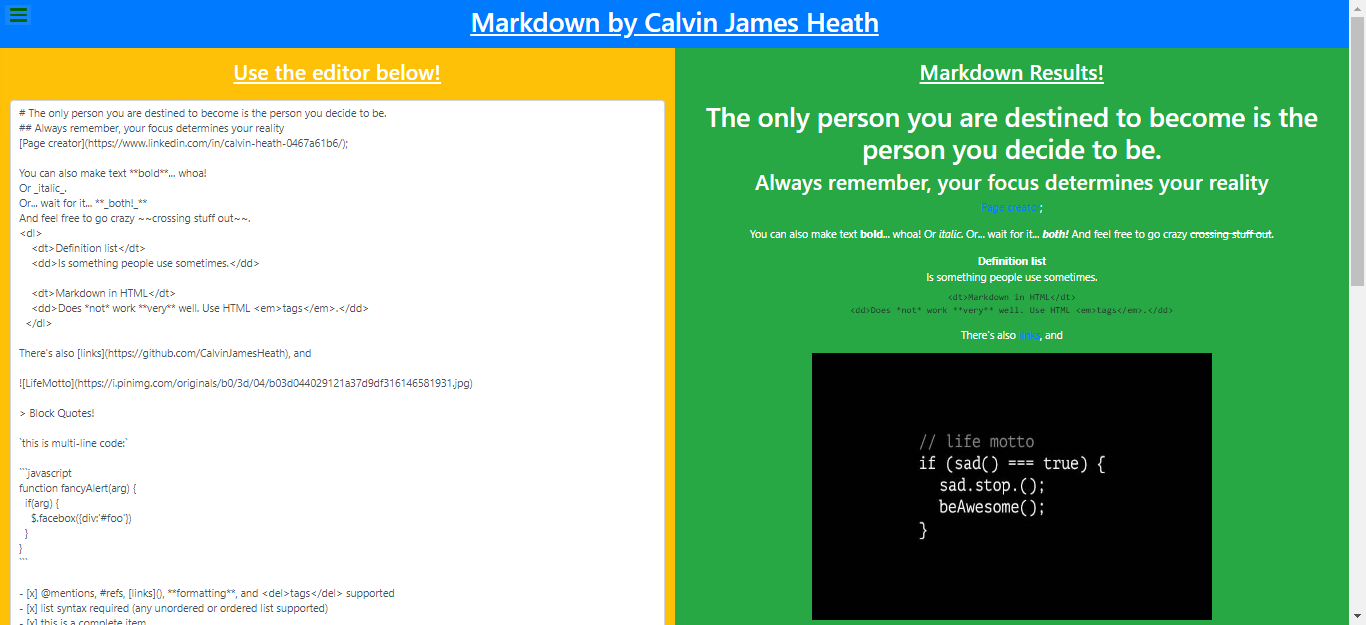 Markdown by Calvin James Heath
Use the editor below!
# The only person you are destined to become is the person you decide to be.
## Always remember, your focus determines your reality
[Page creator](https://www.linkedin.com/in/calvin-heath-0467a61b6/);
You can also make text **bold**... whoa!
Or _italic_.
Or... wait for it... **_both!_**
And feel free to go crazy ~~crossing stuff out~~.
<dl>
<dt>Definition list</dt>
<dd>Is something people use sometimes.</dd>
<dt>Markdown in HTML</dt>
<dd>Does *not* work **very** well. Use HTML <em>tags</em>.</dd>
</dl>
There's also [links](https://github.com/CalvinJamesHeath), and
![LifeMotto](https://i.pinimg.com/originals/b0/3d/04/b03d044029121a37d9df316146581931.jpg)
> Block Quotes!
`this is multi-line code:`
```javascript
function fancyAlert(arg) {
if(arg) {
$.facebox({div:'#foo'})
}
}
```
- [x] @mentions, #refs, [links](), **formatting**, and <del>tags</del> supported
- [x] list syntax required (any unordered or ordered list supported)
- [x] this is a complete item
Markdown Results!
The only person you are destined to become is the
person you decide to be.
Always remember, your focus determines your reality
Page creator;
You can also make text bold... whoa! Or italic. Or... wait for it... both! And feel free to go crazy crossing stuff out.
Definition list
Is something people use sometimes.
<dt>Markdown in HTML</dt>
<dd>Does *not* work **very** well. Use HTML <em>tags</em>.</dd>
There's also links, and
// life motto
if (sad() === true) {
sad.stop.();
beAwesome();
}